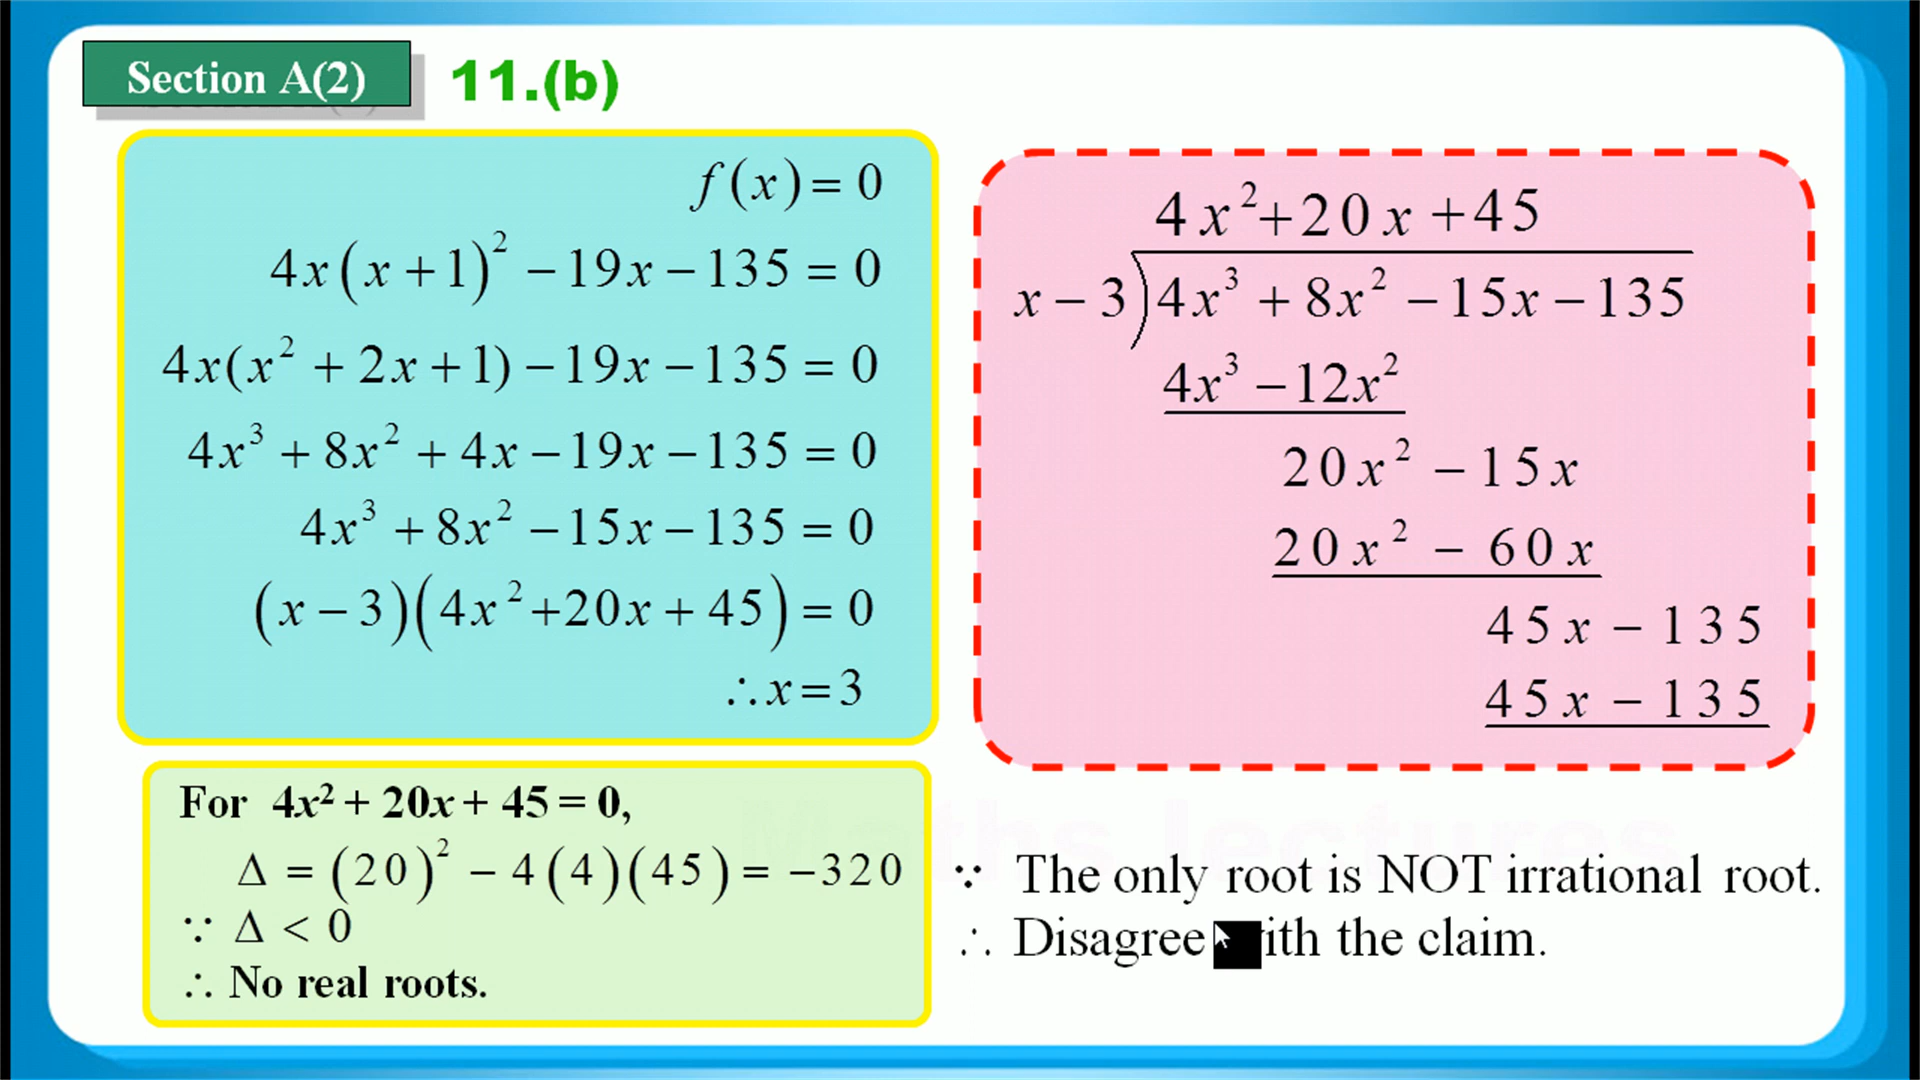 Section A(2)
11.(b)
f(x) = 0
4x(x + 1)² − 19x − 135 = 0
4x(x² + 2x + 1) − 19x − 135 = 0
4x³ + 8x² + 4x − 19x − 135 = 0
4x³ + 8x² − 15x − 135 = 0
(x − 3)(4x² + 20x + 45) = 0
∴ x = 3
4x² + 20x + 45
x − 3 ) 4x³ + 8x² − 15x − 135
4x³ − 12x²
20x² − 15x
20x² − 60x
45x − 135
45x − 135
For 4x² + 20x + 45 = 0,
Δ = (20)² − 4(4)(45) = −320
∵ Δ < 0
∴ No real roots.
Maths lectures
∵ The only root is NOT irrational root.
∴ Disagree with the claim.